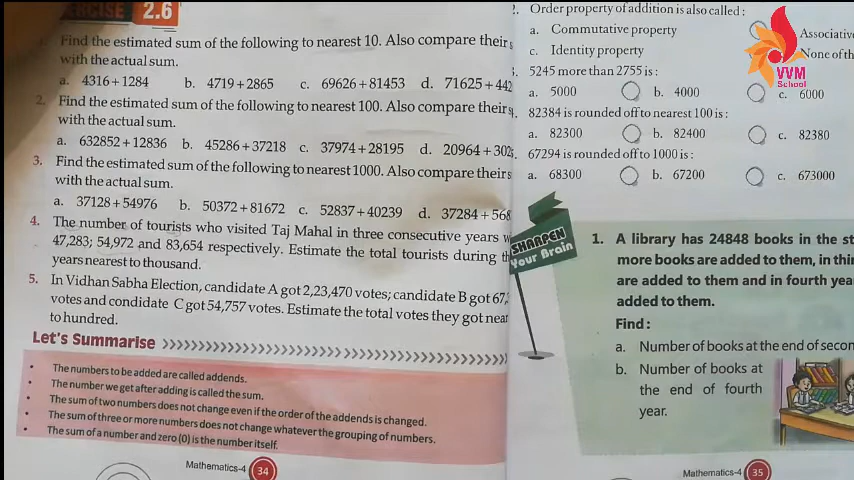 EXERCISE 2.6
Find the estimated sum of the following to nearest 10. Also compare their
with the actual sum.
a. 4316+1284 b. 4719+2865 c. 69626+81453 d. 71625+442
2. Find the estimated sum of the following to nearest 100. Also compare their
with the actual sum.
a. 632852+12836 b. 45286+37218 c. 37974+28195 d. 20964+302
3. Find the estimated sum of the following to nearest 1000. Also compare their
with the actual sum.
a. 37128+54976 b. 50372+81672 c. 52837+40239 d. 37284+568
4. The number of tourists who visited Taj Mahal in three consecutive years
47,283; 54,972 and 83,654 respectively. Estimate the total tourists during
years nearest to thousand.
5. In Vidhan Sabha Election, candidate A got 2,23,470 votes; candidate B got 67,
votes and condidate C got 54,757 votes. Estimate the total votes they got near
to hundred.
Let's Summarise
• The numbers to be added are called addends.
• The number we get after adding is called the sum.
• The sum of two numbers does not change even if the order of the addends is changed.
• The sum of three or more numbers does not change whatever the grouping of numbers.
• The sum of a number and zero (0) is the number itself.
Mathematics-4 34
Order property of addition is also called :
a. Commutative property Associative
c. Identity property None of th
5245 more than 2755 is :
a. 5000 b. 4000 c. 6000
82384 is rounded off to nearest 100 is :
a. 82300 b. 82400 c. 82380
67294 is rounded off to 1000 is :
a. 68300 b. 67200 c. 673000
VVM
School
SHARPEN
Your Brain
1. A library has 24848 books in the st
more books are added to them, in thir
are added to them and in fourth yea
added to them.
Find :
a. Number of books at the end of secon
b. Number of books at
the end of fourth
year.
Mathematics-4 35